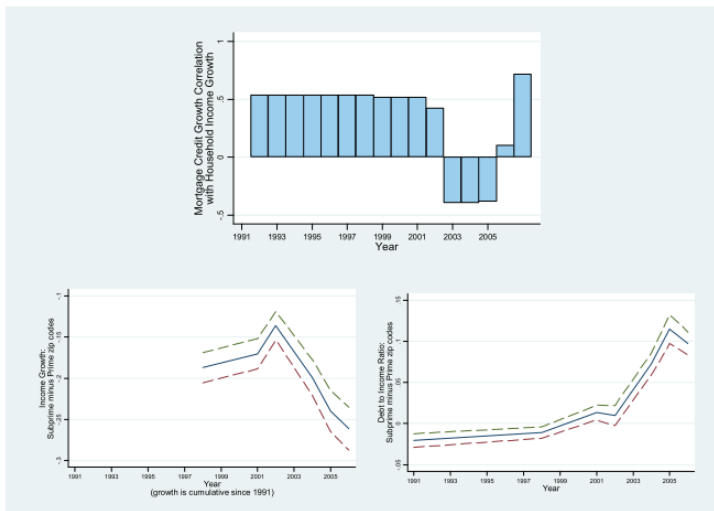 Mortgage Credit Growth Correlation
with Household Income Growth
1
.5
0
-.5
1991 1993 1995 1997 1999 2001 2003 2005
Year
Income Growth:
Subprime minus Prime zip codes
-.1
-.15
-.2
-.25
-.3
1991 1993 1995 1997 1999 2001 2003 2005
Year
(growth is cumulative since 1991)
Debt to Income Ratio:
Subprime minus Prime zip codes
.15
.1
.05
0
-.05
1991 1993 1995 1997 1999 2001 2003 2005
Year